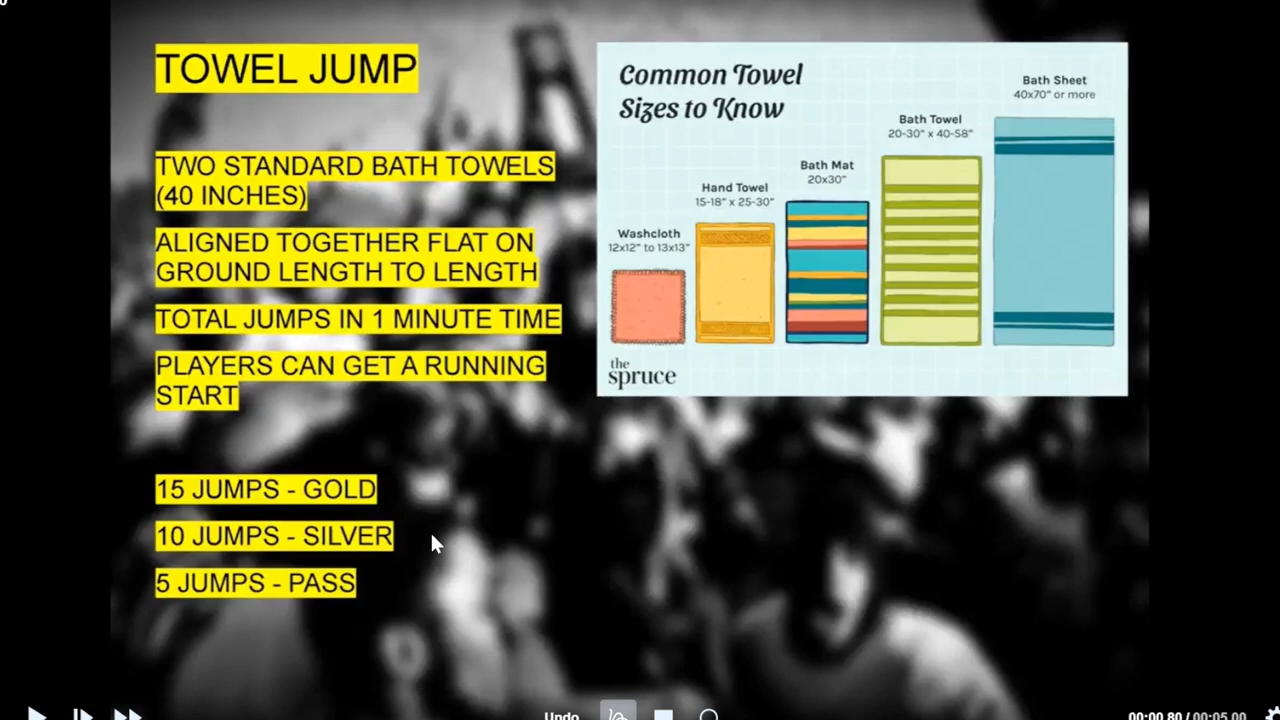 TOWEL JUMP
TWO STANDARD BATH TOWELS
(40 INCHES)
ALIGNED TOGETHER FLAT ON
GROUND LENGTH TO LENGTH
TOTAL JUMPS IN 1 MINUTE TIME
PLAYERS CAN GET A RUNNING
START
15 JUMPS - GOLD
10 JUMPS - SILVER
5 JUMPS - PASS
Common Towel
Sizes to Know
Washcloth
12x12" to 13x13"
Hand Towel
15-18" x 25-30"
Bath Mat
20x30"
Bath Towel
20-30" x 40-58"
Bath Sheet
40x70" or more
the
spruce
Undo
00:00.80 / 00:05.00